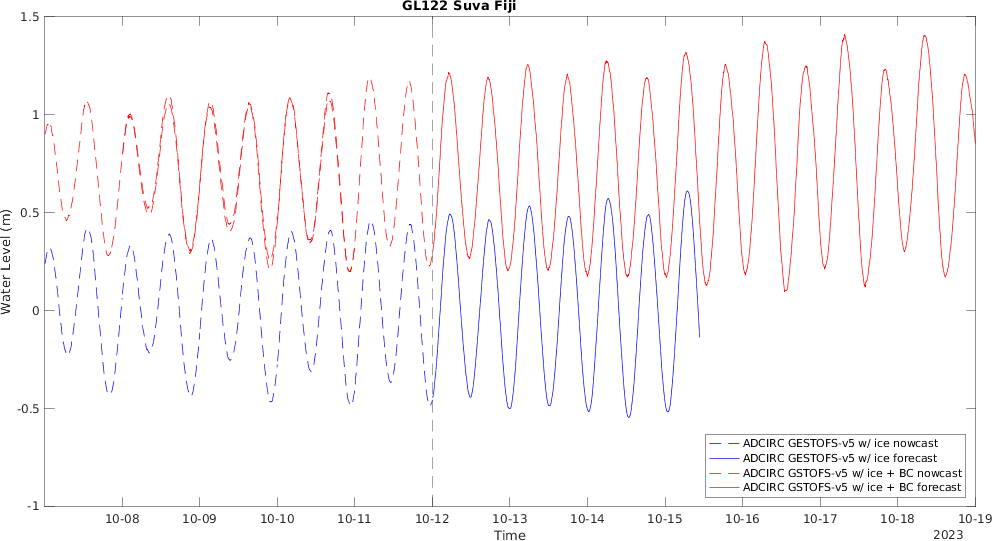 GL122 Suva Fiji
1.5
1
0.5
0
-0.5
-1
Water Level (m)
10-08 10-09 10-10 10-11 10-12 10-13 10-14 10-15 10-16 10-17 10-18 10-19
Time
2023
ADCIRC GESTOFS-v5 w/ ice nowcast
ADCIRC GESTOFS-v5 w/ ice forecast
ADCIRC GSTOFS-v5 w/ ice + BC nowcast
ADCIRC GSTOFS-v5 w/ ice + BC forecast